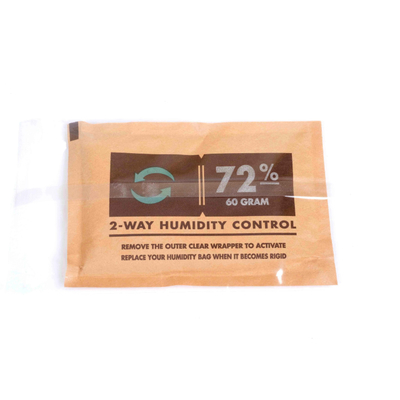 72%
60 GRAM
2-WAY HUMIDITY CONTROL
REMOVE THE OUTER CLEAR WRAPPER TO ACTIVATE
REPLACE YOUR HUMIDITY BAG WHEN IT BECOMES RIGID